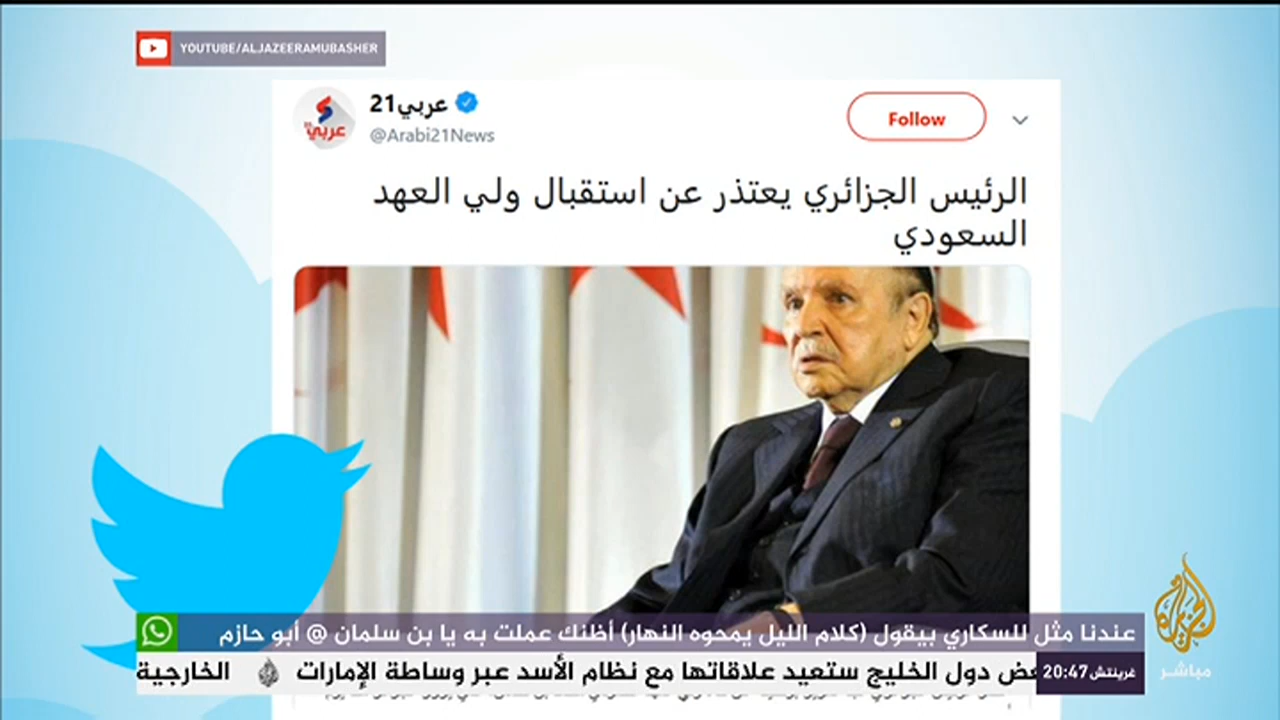 YOUTUBE/ALJAZEERAMUBASHER
عربي21
@Arabi21News
Follow
عربي21
الرئيس الجزائري يعتذر عن استقبال ولي العهد
السعودي
عندنا مثل للسكاري بيقول (كلام الليل يمحوه النهار) أظنك عملت به يا بن سلمان @ أبو حازم
غرينتش 20:47
عض دول الخليج ستعيد علاقاتها مع نظام الأسد عبر وساطة الإمارات
الخارجية
الجزيرة
مباشر